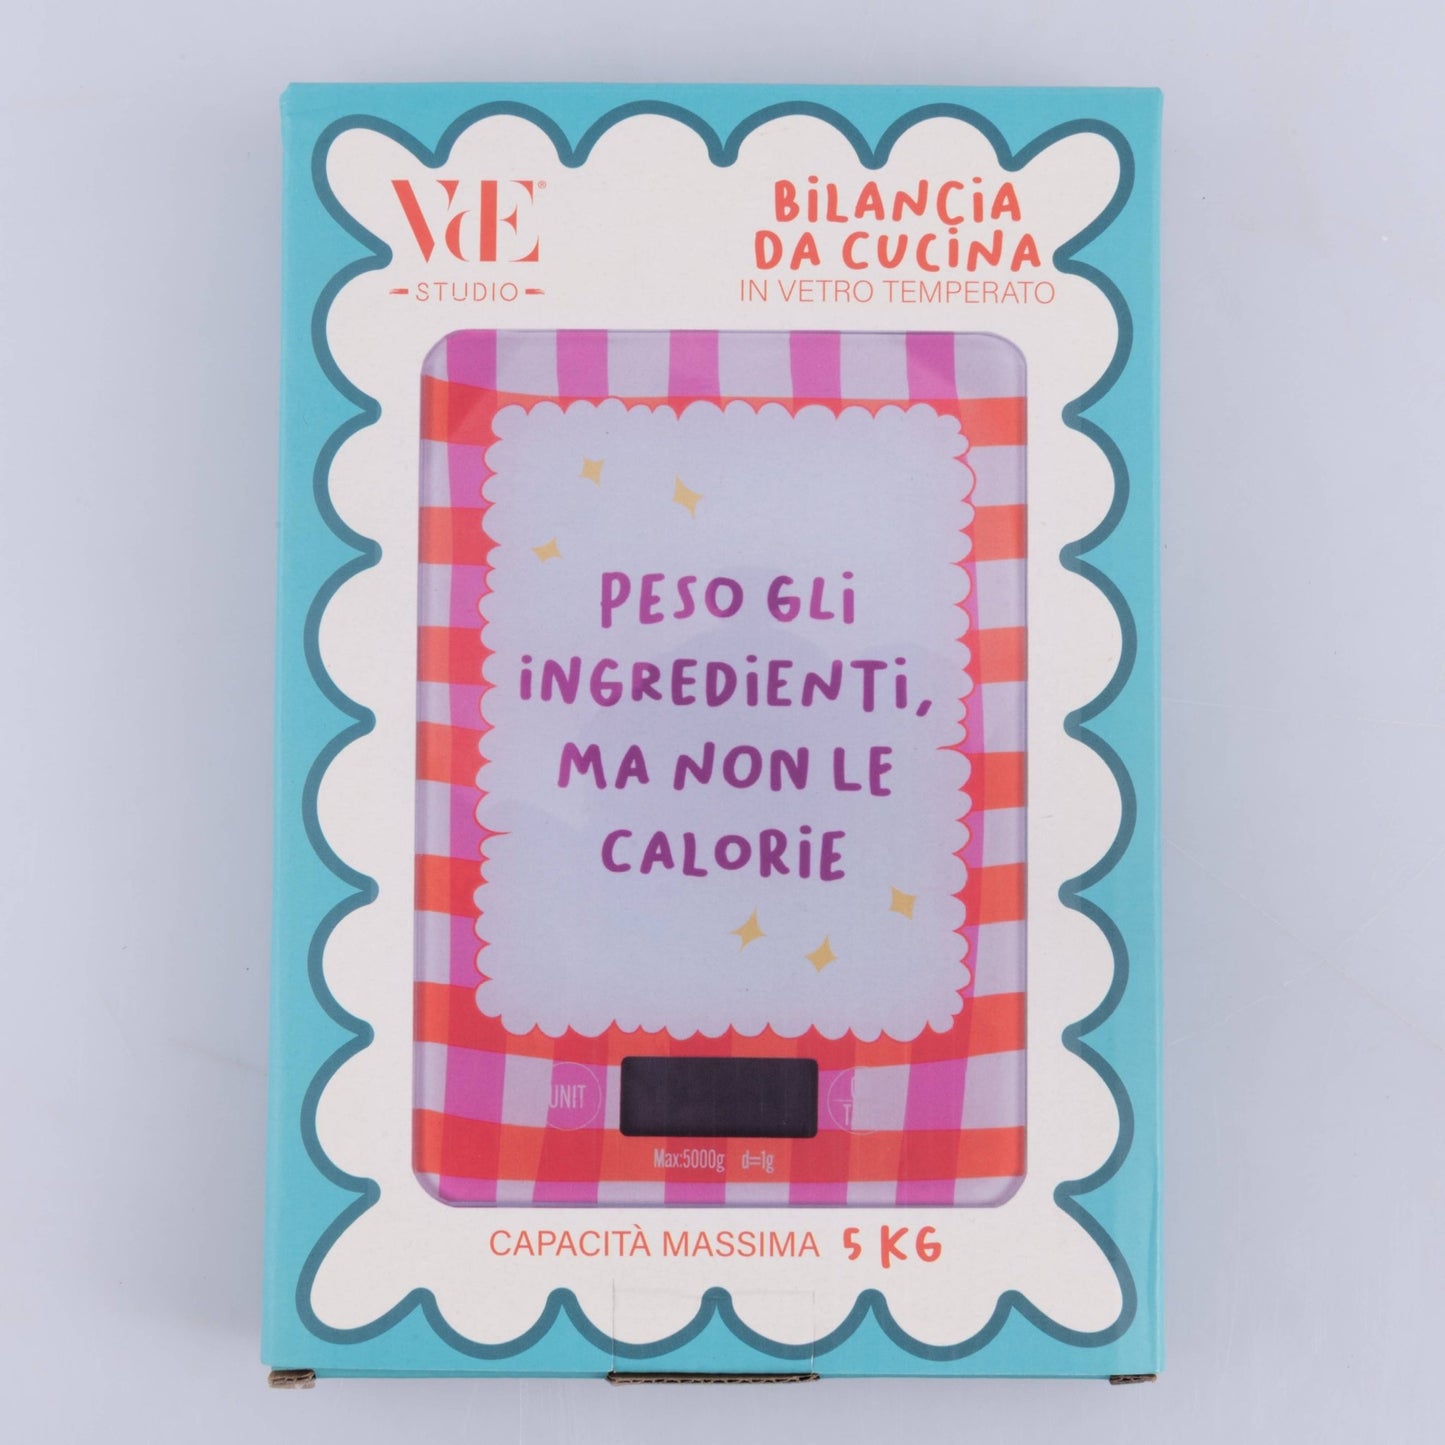 VdE®
STUDIO
BiLANCiA
DA CUCiNA
IN VETRO TEMPERATO
PESO GLi
iNGREDiENTi,
MA NON LE
CALORiE
UNIT
Max:5000g d=1g
CAPACITÀ MASSIMA 5 KG